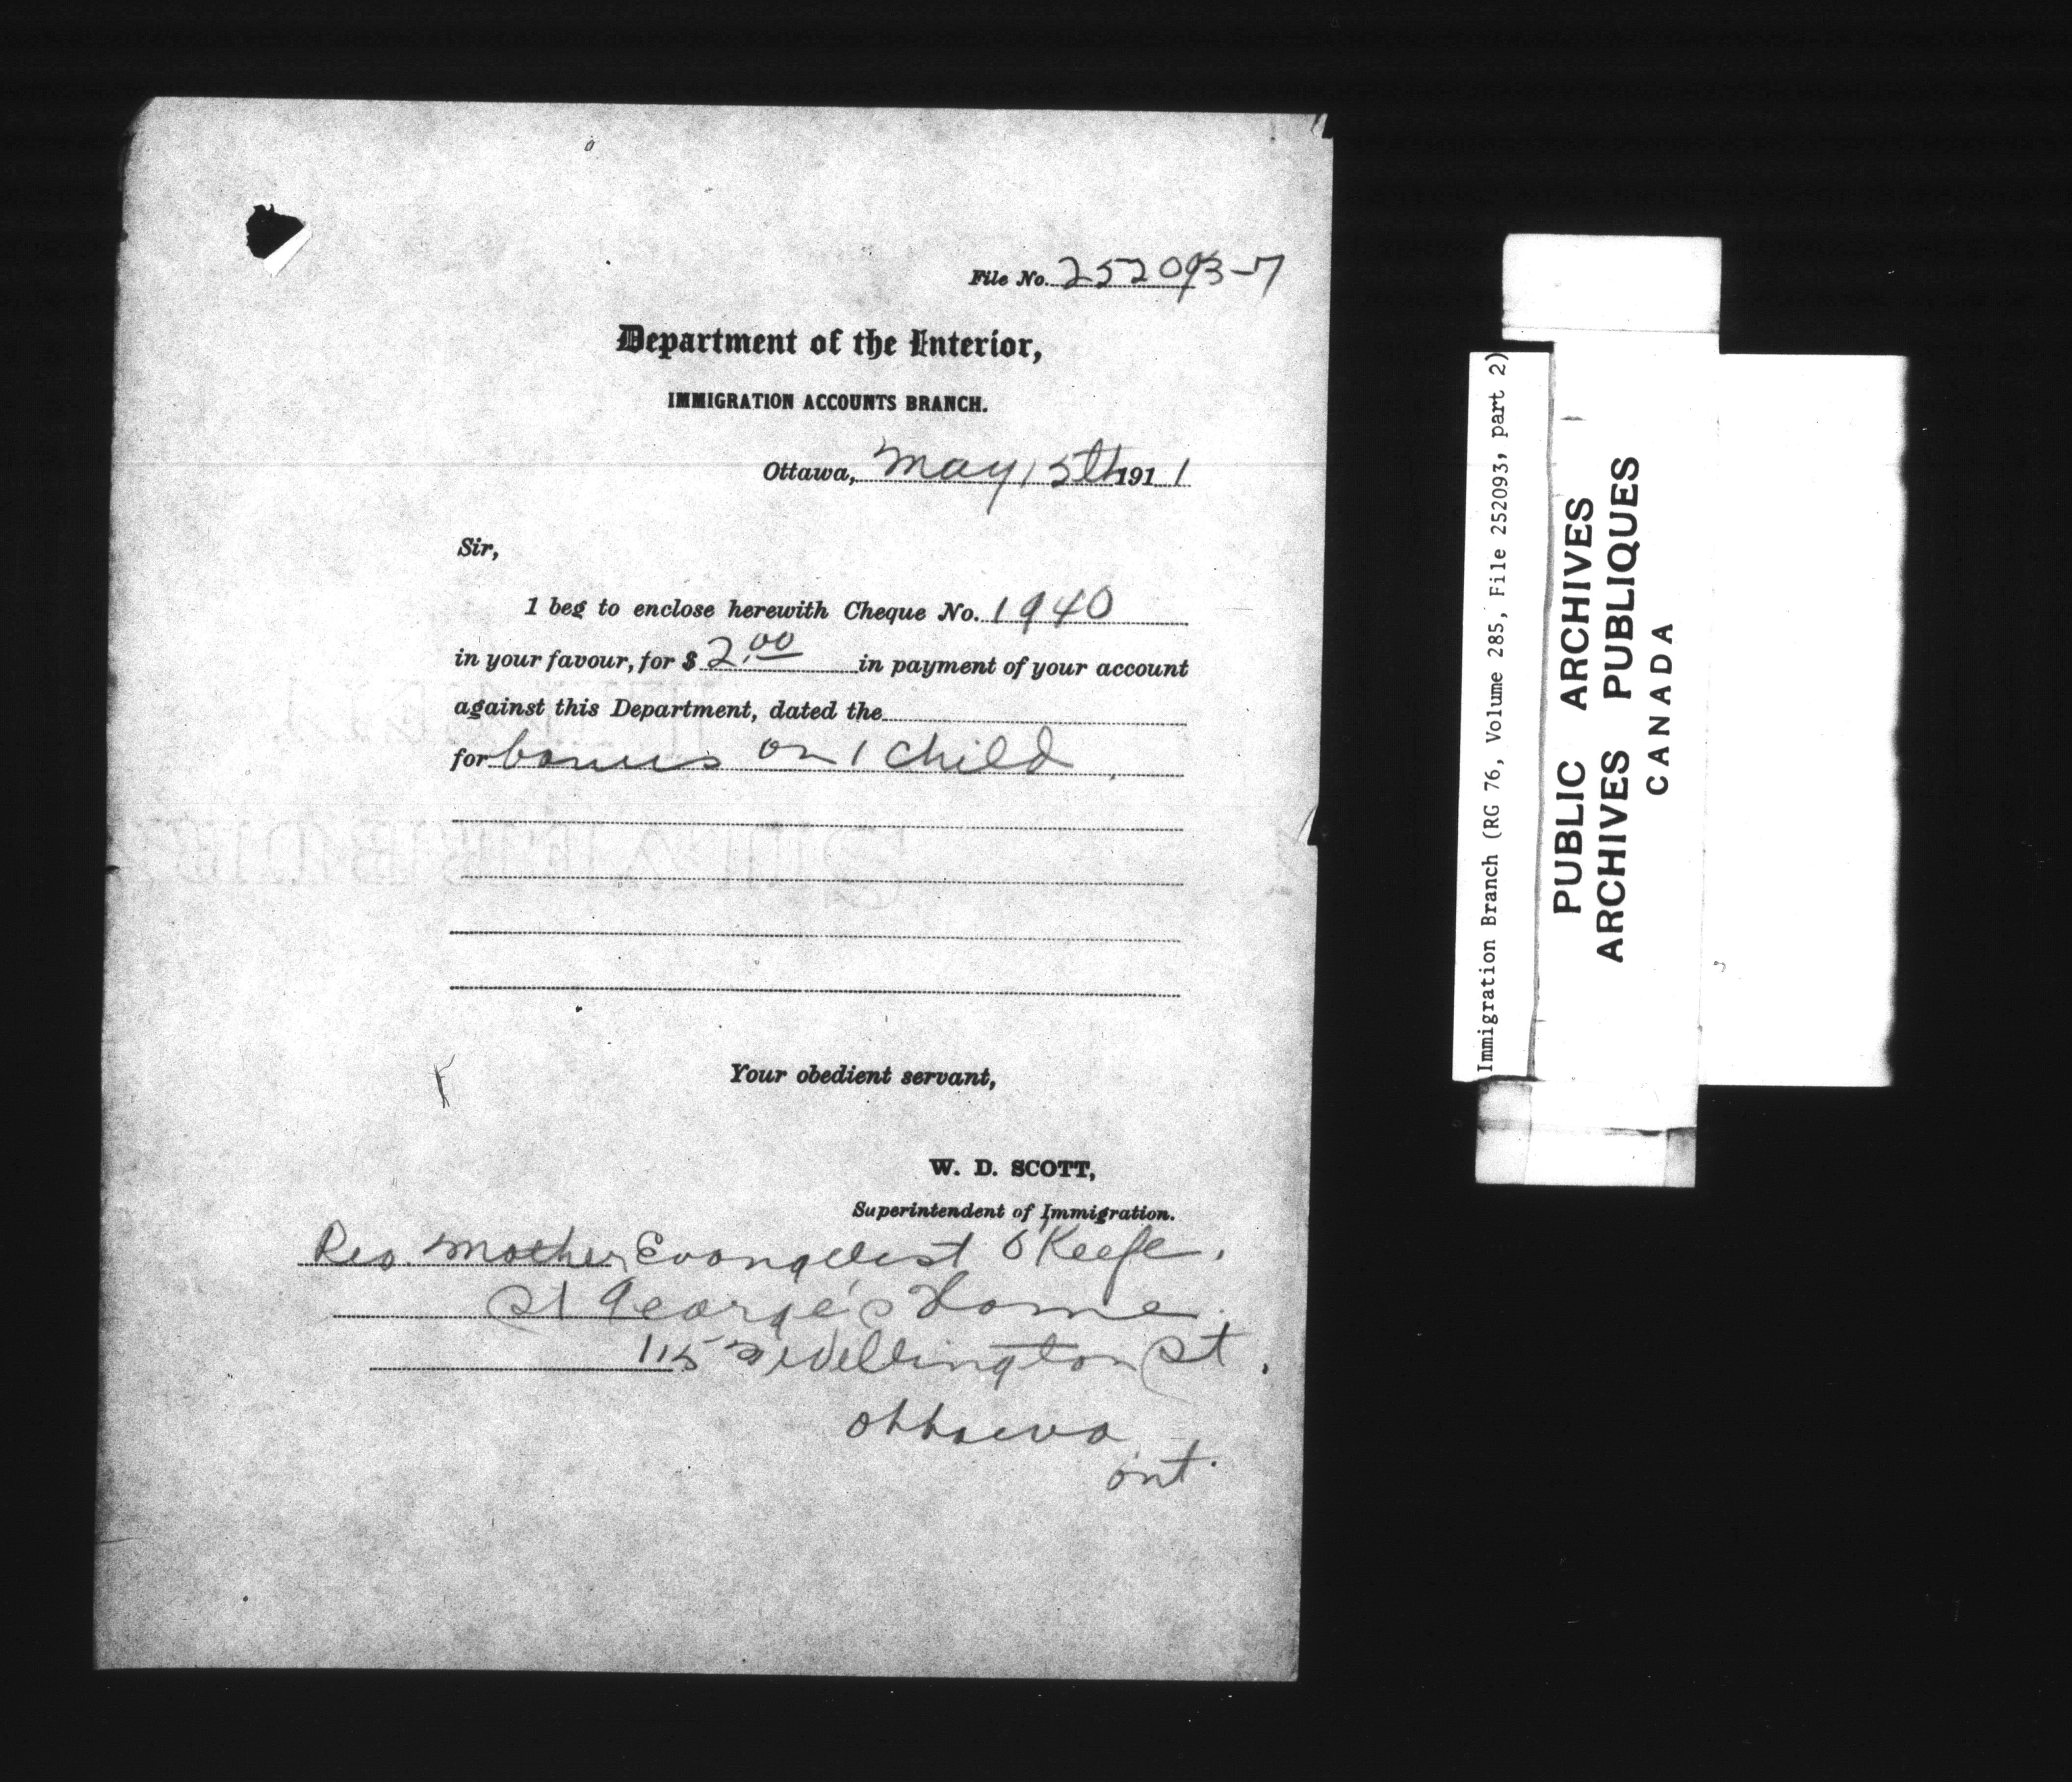 File No. 252093-7
Department of the Interior,
IMMIGRATION ACCOUNTS BRANCH.
Ottawa, May 15th 1911
Sir,
I beg to enclose herewith Cheque No. 1940
in your favour, for $ 2.00 in payment of your account
against this Department, dated the
for bonus on 1 child,
Your obedient servant,
W. D. SCOTT,
Superintendent of Immigration.
Rev. Mother Evangelist O'Keefe,
St George's Home
1153 Wellington St.
Ottawa
Ont.
Immigration Branch (RG 76, Volume 285, File 252093, part 2)
PUBLIC ARCHIVES
ARCHIVES PUBLIQUES
CANADA